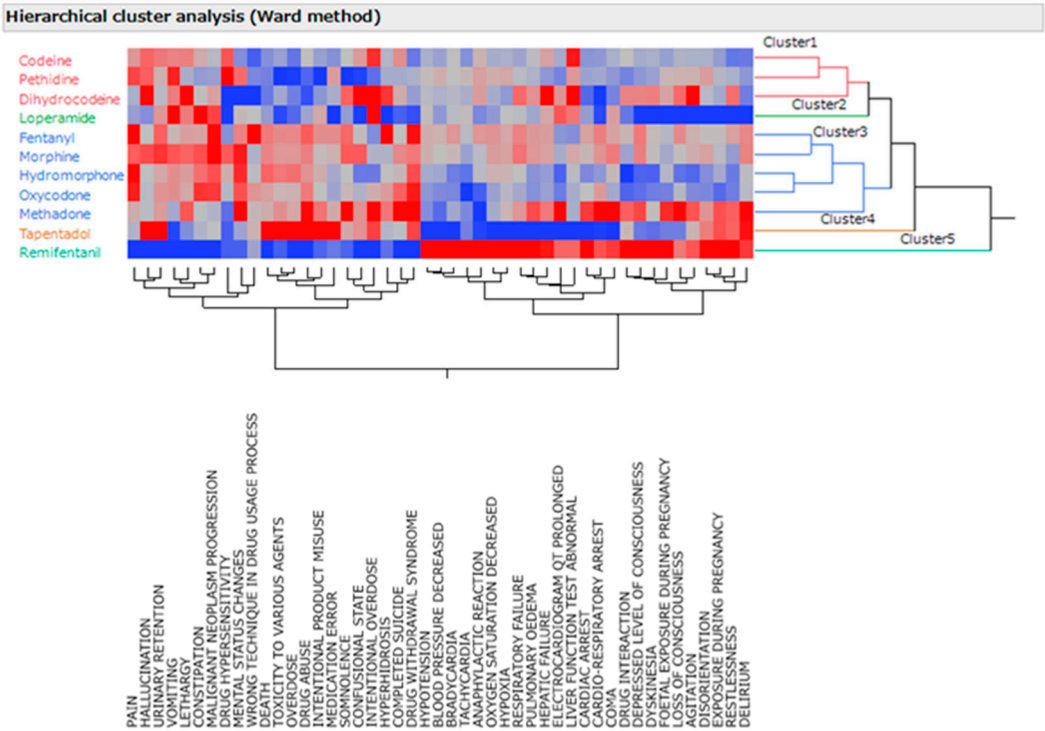 Hierarchical cluster analysis (Ward method)
Cluster1
Codeine
Pethidine
Dihydrocodeine
Cluster2
Loperamide
Cluster3
Fentanyl
Morphine
Hydromorphone
Oxycodone
Methadone
Cluster4
Tapentadol
Cluster5
Remifentanil
PAIN
HALLUCINATION
URINARY RETENTION
VOMITING
LETHARGY
CONSTIPATION
MALIGNANT NEOPLASM PROGRESSION
DRUG HYPERSENSITIVITY
MENTAL STATUS CHANGES
WRONG TECHNIQUE IN DRUG USAGE PROCESS
DEATH
TOXICITY TO VARIOUS AGENTS
OVERDOSE
DRUG ABUSE
INTENTIONAL PRODUCT MISUSE
MEDICATION ERROR
SOMNOLENCE
CONFUSIONAL STATE
INTENTIONAL OVERDOSE
HYPERHIDROSIS
COMPLETED SUICIDE
DRUG WITHDRAWAL SYNDROME
HYPOTENSION
BLOOD PRESSURE DECREASED
BRADYCARDIA
TACHYCARDIA
ANAPHYLACTIC REACTION
OXYGEN SATURATION DECREASED
HYPOXIA
RESPIRATORY FAILURE
PULMONARY OEDEMA
HEPATIC FAILURE
ELECTROCARDIOGRAM QT PROLONGED
LIVER FUNCTION TEST ABNORMAL
CARDIAC ARREST
CARDIO-RESPIRATORY ARREST
COMA
DRUG INTERACTION
DEPRESSED LEVEL OF CONSCIOUSNESS
DYSKINESIA
FOETAL EXPOSURE DURING PREGNANCY
LOSS OF CONSCIOUSNESS
AGITATION
DISORIENTATION
EXPOSURE DURING PREGNANCY
RESTLESSNESS
DELIRIUM